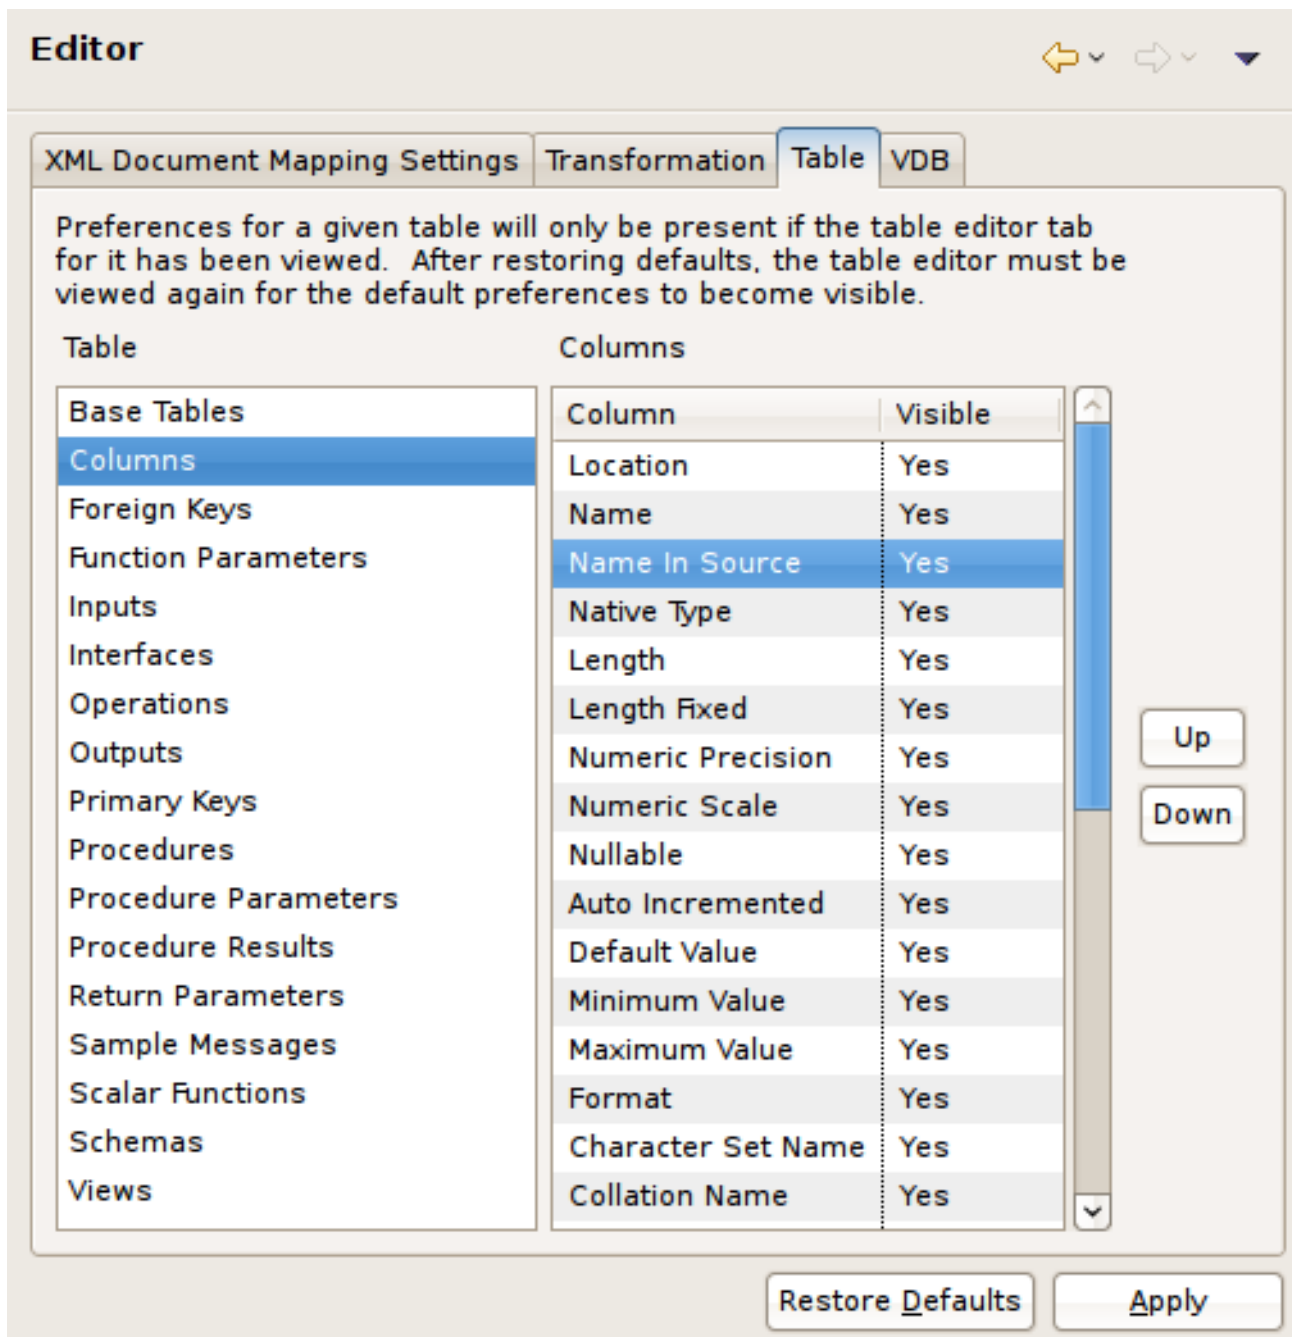 Editor
XML Document Mapping Settings Transformation Table VDB
Preferences for a given table will only be present if the table editor tab
for it has been viewed.  After restoring defaults, the table editor must be
viewed again for the default preferences to become visible.
Table Columns
Base Tables
Columns
Foreign Keys
Function Parameters
Inputs
Interfaces
Operations
Outputs
Primary Keys
Procedures
Procedure Parameters
Procedure Results
Return Parameters
Sample Messages
Scalar Functions
Schemas
Views
Column Visible
Location Yes
Name Yes
Name In Source Yes
Native Type Yes
Length Yes
Length Fixed Yes
Numeric Precision Yes
Numeric Scale Yes
Nullable Yes
Auto Incremented Yes
Default Value Yes
Minimum Value Yes
Maximum Value Yes
Format Yes
Character Set Name Yes
Collation Name Yes
Up
Down
Restore Defaults Apply